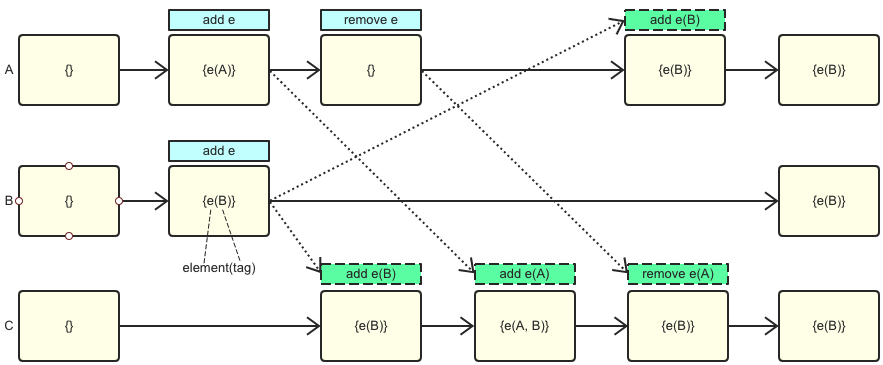 add e
remove e
add e(B)
A
{}
{e(A)}
{}
{e(B)}
{e(B)}
add e
B
{}
{e(B)}
{e(B)}
element(tag)
add e(B)
add e(A)
remove e(A)
C
{}
{e(B)}
{e(A, B)}
{e(B)}
{e(B)}